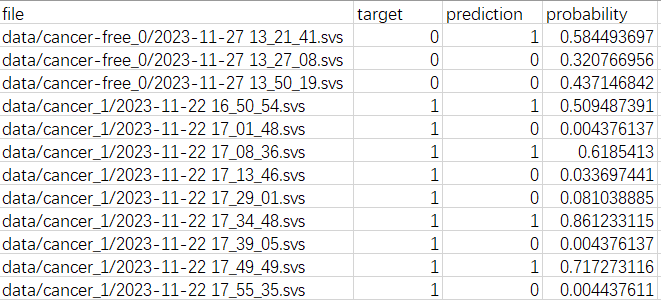 file target prediction probability
data/cancer-free_0/2023-11-27 13_21_41.svs 0 1 0.584493697
data/cancer-free_0/2023-11-27 13_27_08.svs 0 0 0.320766956
data/cancer-free_0/2023-11-27 13_50_19.svs 0 0 0.437146842
data/cancer_1/2023-11-22 16_50_54.svs 1 1 0.509487391
data/cancer_1/2023-11-22 17_01_48.svs 1 0 0.004376137
data/cancer_1/2023-11-22 17_08_36.svs 1 1 0.6185413
data/cancer_1/2023-11-22 17_13_46.svs 1 0 0.033697441
data/cancer_1/2023-11-22 17_29_01.svs 1 0 0.081038885
data/cancer_1/2023-11-22 17_34_48.svs 1 1 0.861233115
data/cancer_1/2023-11-22 17_39_05.svs 1 0 0.004376137
data/cancer_1/2023-11-22 17_49_49.svs 1 1 0.717273116
data/cancer_1/2023-11-22 17_55_35.svs 1 0 0.004437611